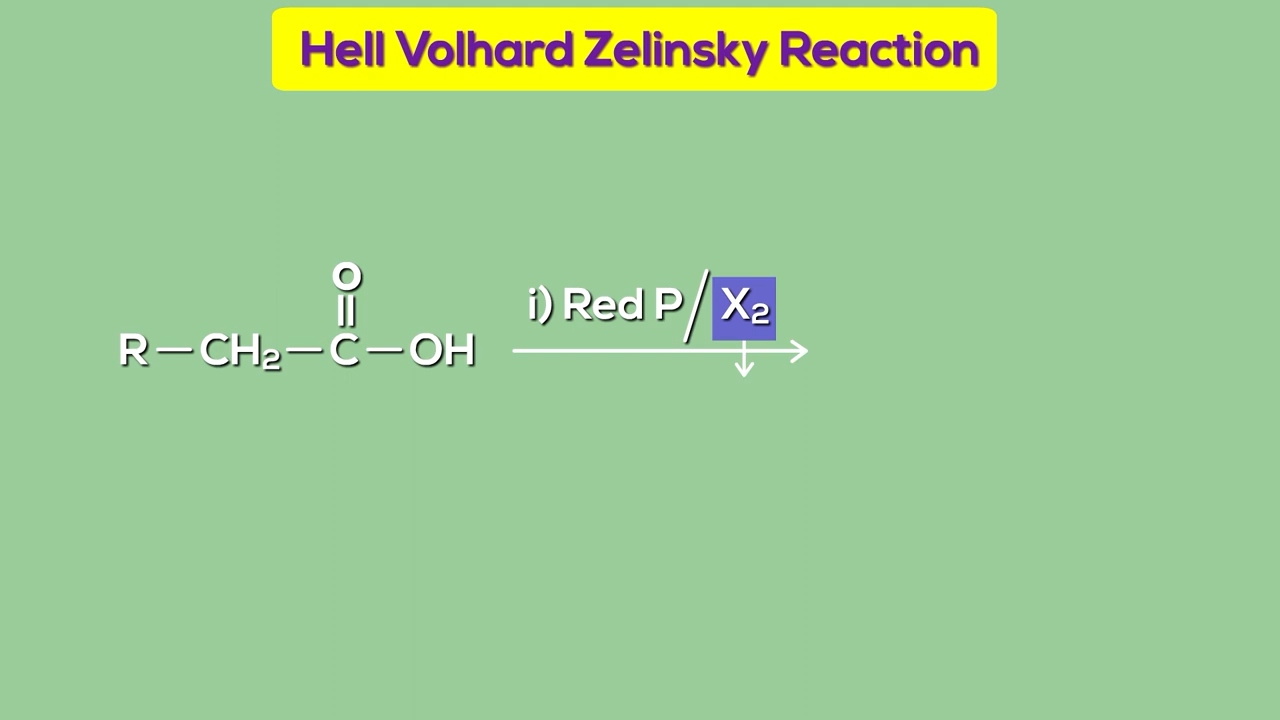 Hell Volhard Zelinsky Reaction
O
||
i) Red P/X₂
R—CH₂—C—OH